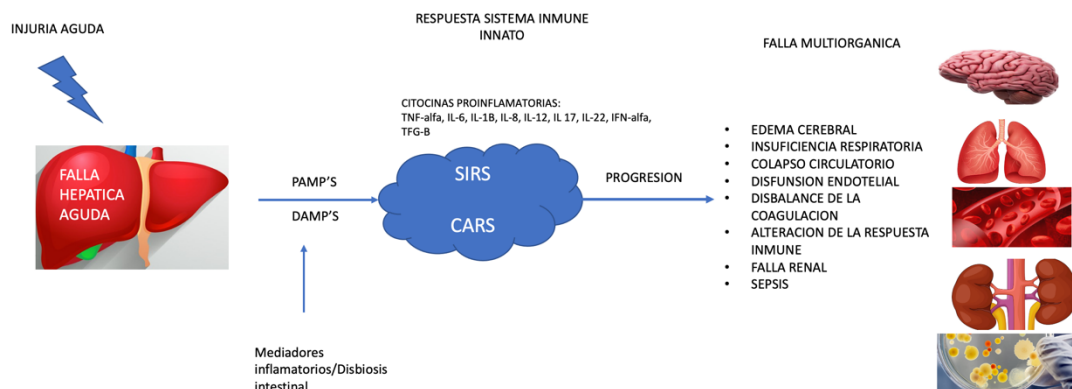 INJURIA AGUDA
FALLA
HEPATICA
AGUDA
PAMP'S
DAMP'S
Mediadores
inflamatorios/Disbiosis
intestinal
RESPUESTA SISTEMA INMUNE
INNATO
CITOCINAS PROINFLAMATORIAS:
TNF-alfa, IL-6, IL-1B, IL-8, IL-12, IL 17, IL-22, IFN-alfa,
TFG-B
SIRS
CARS
PROGRESION
FALLA MULTIORGANICA
• EDEMA CEREBRAL
• INSUFICIENCIA RESPIRATORIA
• COLAPSO CIRCULATORIO
• DISFUNSION ENDOTELIAL
• DISBALANCE DE LA
COAGULACION
• ALTERACION DE LA RESPUESTA
INMUNE
• FALLA RENAL
• SEPSIS